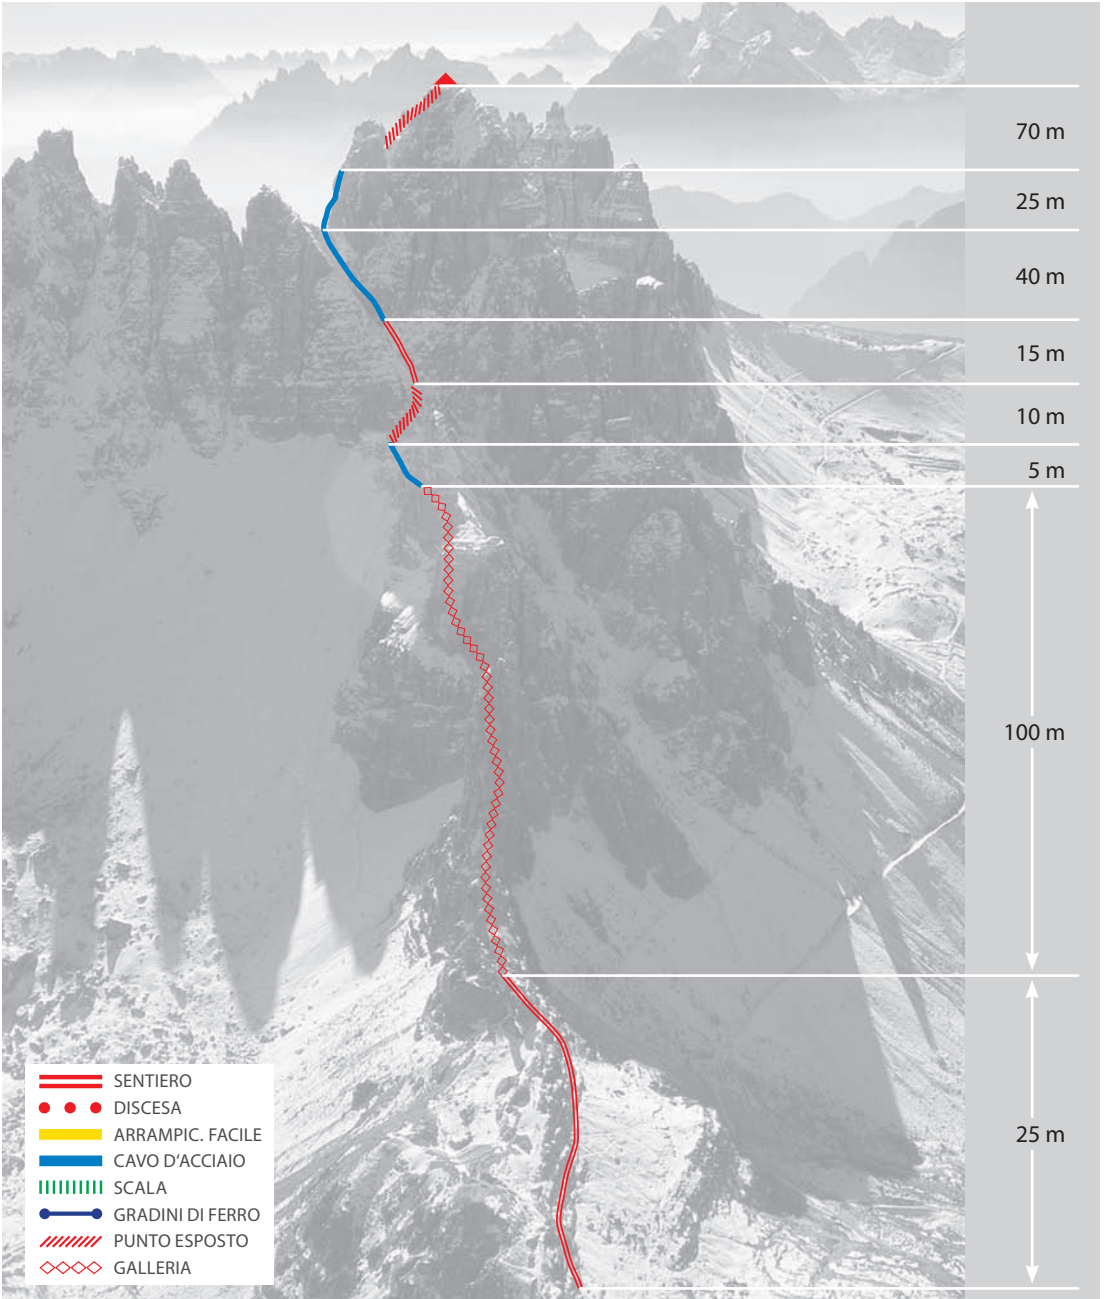 70 m
25 m
40 m
15 m
10 m
5 m
100 m
25 m
SENTIERO
DISCESA
ARRAMPIC. FACILE
CAVO D'ACCIAIO
SCALA
GRADINI DI FERRO
PUNTO ESPOSTO
GALLERIA